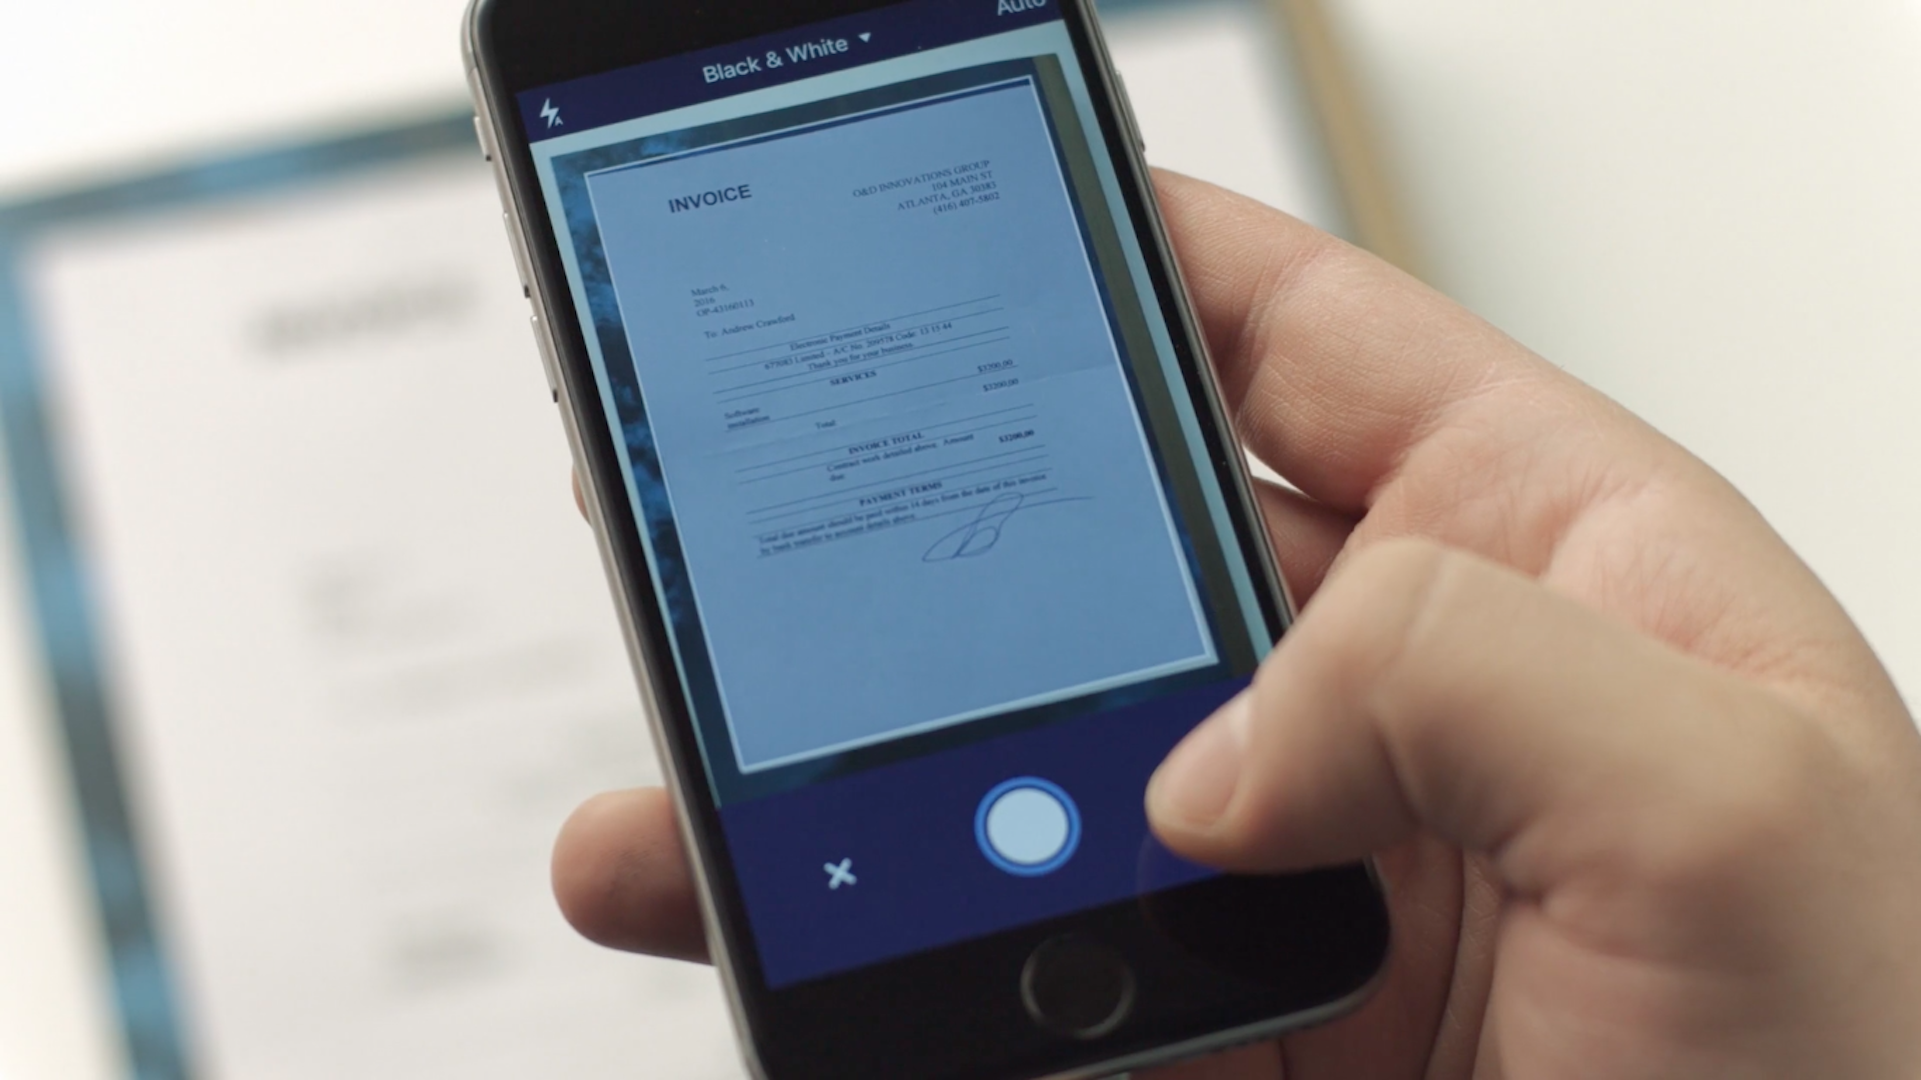 Auto
Black & White
INVOICE
O&D INNOVATIONS GROUP
104 MAIN ST
ATLANTA, GA 30383
(416) 407-5802
March 6,
2016
OP-43160113
To: Andrew Crawford
Electronic Payment Details
677083 Limited - A/C No. 209578 Code: 13 15 44
Thank you for your business.
SERVICES
$3200,00
Software
installation
$3200,00
Total:
INVOICE TOTAL
Contract work detailed above. Amount $3200,00
due:
PAYMENT TERMS
Total due amount should be paid within 14 days from the date of this invoice
by bank transfer to account details above.